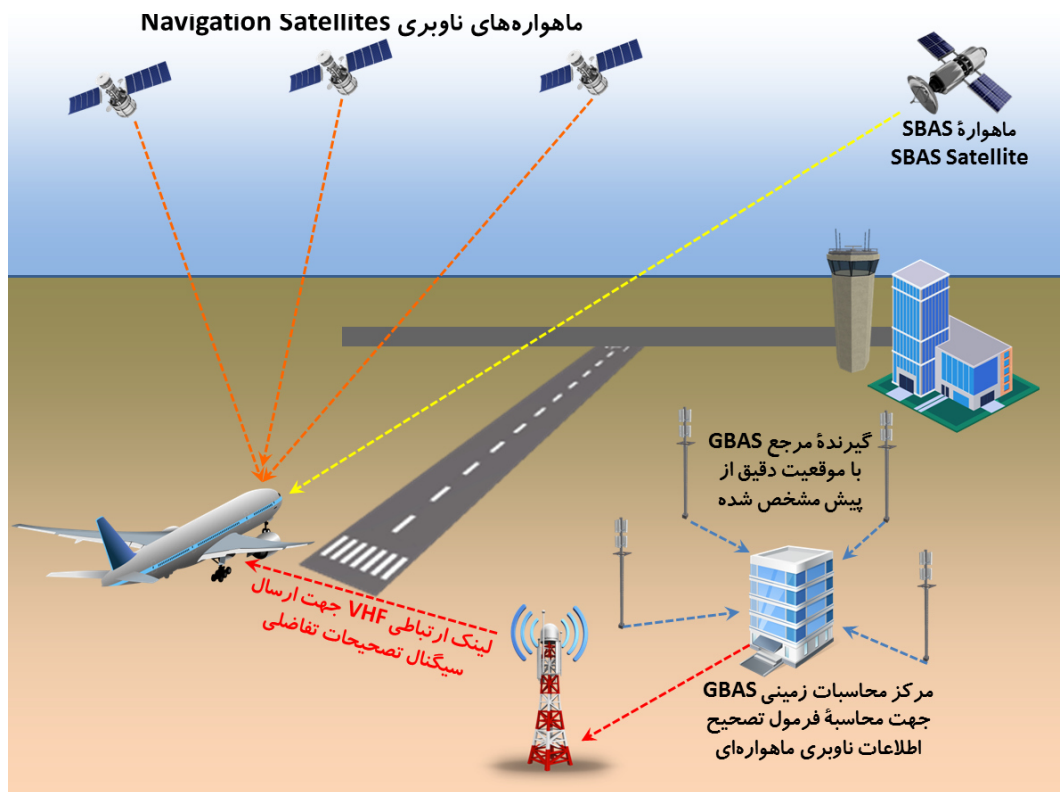 ماهواره‌های ناوبری Navigation Satellites
ماهوارهٔ SBAS
SBAS Satellite
گیرندهٔ مرجع GBAS
با موقعیت دقیق از
پیش مشخص شده
لینک ارتباطی VHF جهت ارسال
سیگنال تصحیحات تفاضلی
مرکز محاسبات زمینی GBAS
جهت محاسبهٔ فرمول تصحیح
اطلاعات ناوبری ماهواره‌ای